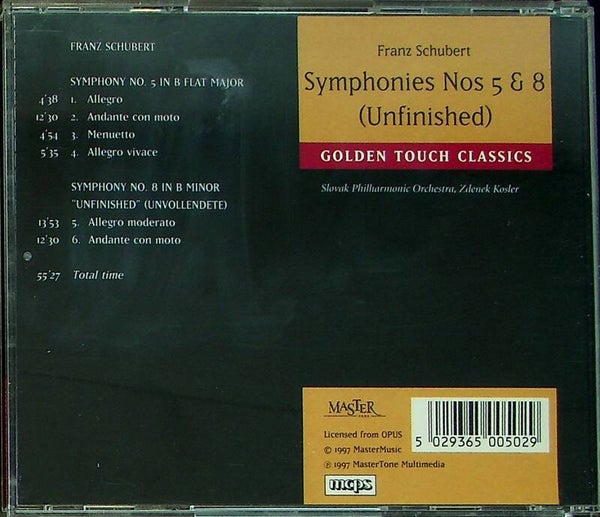 FRANZ SCHUBERT
SYMPHONY NO. 5 IN B FLAT MAJOR
4'38 1. Allegro
12'30 2. Andante con moto
4'54 3. Menuetto
5'35 4. Allegro vivace
SYMPHONY NO. 8 IN B MINOR
"UNFINISHED" (UNVOLLENDETE)
13'53 5. Allegro moderato
12'30 6. Andante con moto
55'27 Total time
Franz Schubert
Symphonies Nos 5 & 8
(Unfinished)
GOLDEN TOUCH CLASSICS
Slovak Philharmonic Orchestra, Zdenek Kosler
MASTER
Licensed from OPUS
© 1997 MasterMusic
℗ 1997 MasterTone Multimedia
mcps
5 029365 005029